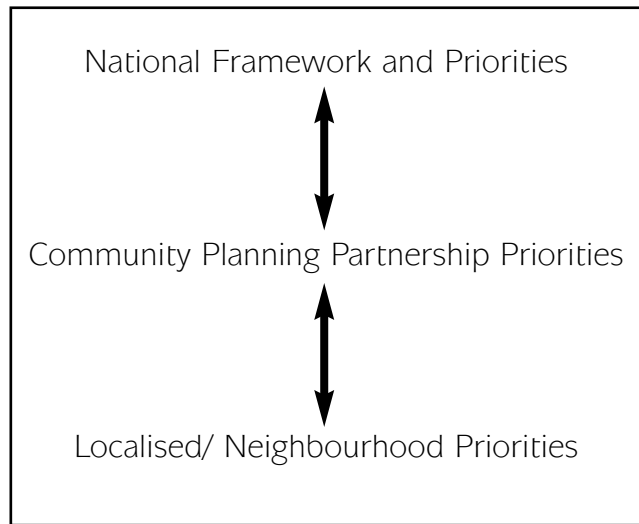 National Framework and Priorities
Community Planning Partnership Priorities
Localised/ Neighbourhood Priorities